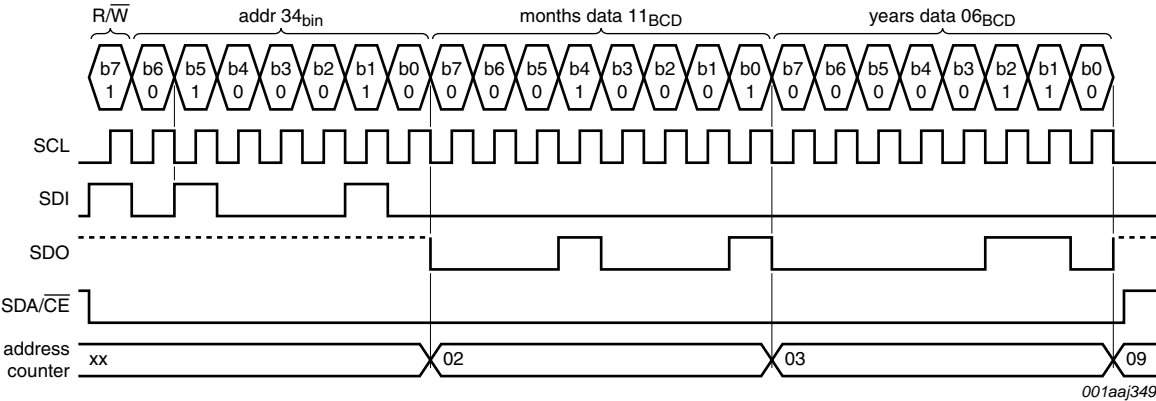 R/W addr 34bin months data 11BCD years data 06BCD
b7 b6 b5 b4 b3 b2 b1 b0 b7 b6 b5 b4 b3 b2 b1 b0 b7 b6 b5 b4 b3 b2 b1 b0
1 0 1 0 0 0 1 0 0 0 0 1 0 0 0 1 0 0 0 0 0 1 1 0
SCL
SDI
SDO
SDA/CE
address
counter
xx 02 03 09
001aaj349